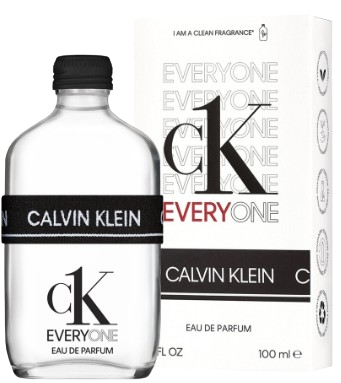 CALVIN KLEIN
cK
EVERYONE
EAU DE PARFUM
I AM A CLEAN FRAGRANCE*
EVERYONE
EVERYONE
EVERYONE
EVERYONE
EVERYONE
cK
EVERYONE
CALVIN KLEIN
EAU DE PARFUM
FL OZ
100 ml e